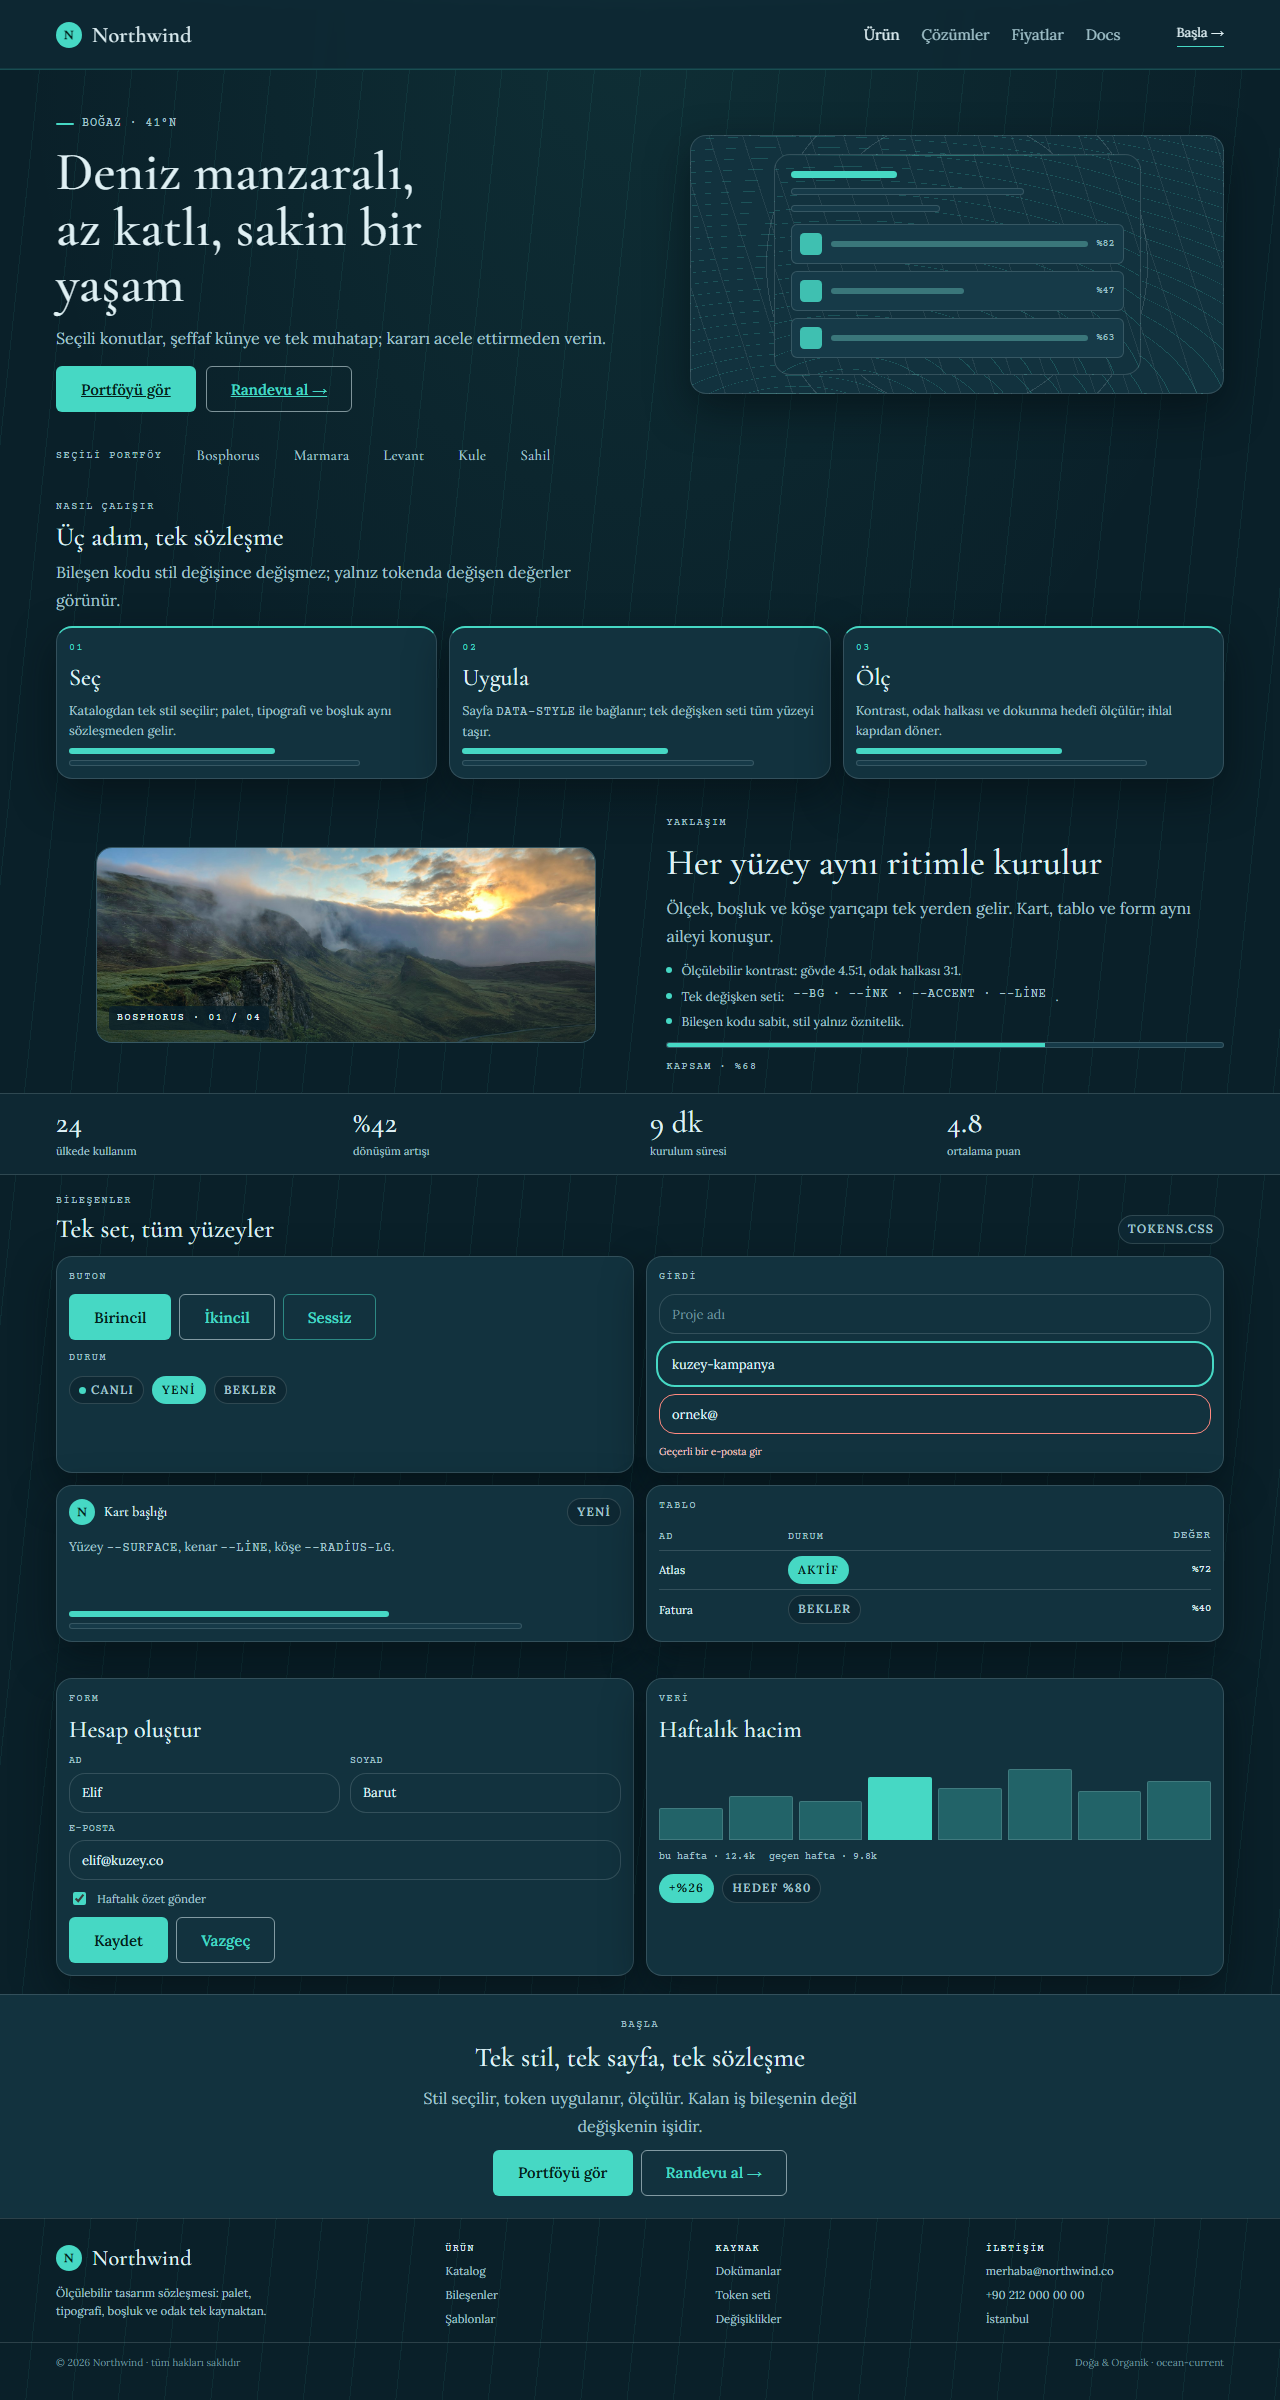 N Northwind
Ürün Çözümler Fiyatlar Docs Başla →
BOĞAZ · 41°N
Deniz manzaralı,
az katlı, sakin bir
yaşam
Seçili konutlar, şeffaf künye ve tek muhatap; kararı acele ettirmeden verin.
Portföyü gör Randevu al →
%82
%47
%63
SEÇİLİ PORTFÖY Bosphorus Marmara Levant Kule Sahil
NASIL ÇALIŞIR
Üç adım, tek sözleşme
Bileşen kodu stil değişince değişmez; yalnız tokenda değişen değerler
görünür.
01
Seç
Katalogdan tek stil seçilir; palet, tipografi ve boşluk aynı
sözleşmeden gelir.
02
Uygula
Sayfa DATA-STYLE ile bağlanır; tek değişken seti tüm yüzeyi
taşır.
03
Ölç
Kontrast, odak halkası ve dokunma hedefi ölçülür; ihlal
kapıdan döner.
BOSPHORUS · 01 / 04
YAKLAŞIM
Her yüzey aynı ritimle kurulur
Ölçek, boşluk ve köşe yarıçapı tek yerden gelir. Kart, tablo ve form aynı
aileyi konuşur.
Ölçülebilir kontrast: gövde 4.5:1, odak halkası 3:1.
Tek değişken seti: --BG · --İNK · --ACCENT · --LİNE .
Bileşen kodu sabit, stil yalnız öznitelik.
KAPSAM · %68
24
ülkede kullanım
%42
dönüşüm artışı
9 dk
kurulum süresi
4.8
ortalama puan
BİLEŞENLER
Tek set, tüm yüzeyler
TOKENS.CSS
BUTON
Birincil İkincil Sessiz
DURUM
CANLI YENİ BEKLER
GİRDİ
Proje adı
kuzey-kampanya
ornek@
Geçerli bir e-posta gir
N Kart başlığı YENİ
Yüzey --SURFACE, kenar --LİNE, köşe --RADİUS-LG.
TABLO
AD DURUM DEĞER
Atlas AKTİF %72
Fatura BEKLER %40
FORM
Hesap oluştur
AD SOYAD
Elif Barut
E-POSTA
elif@kuzey.co
Haftalık özet gönder
Kaydet Vazgeç
VERİ
Haftalık hacim
bu hafta · 12.4k geçen hafta · 9.8k
+%26 HEDEF %80
BAŞLA
Tek stil, tek sayfa, tek sözleşme
Stil seçilir, token uygulanır, ölçülür. Kalan iş bileşenin değil
değişkenin işidir.
Portföyü gör Randevu al →
N Northwind
Ölçülebilir tasarım sözleşmesi: palet,
tipografi, boşluk ve odak tek kaynaktan.
ÜRÜN
Katalog
Bileşenler
Şablonlar
KAYNAK
Dokümanlar
Token seti
Değişiklikler
İLETİŞİM
merhaba@northwind.co
+90 212 000 00 00
İstanbul
© 2026 Northwind · tüm hakları saklıdır
Doğa & Organik · ocean-current